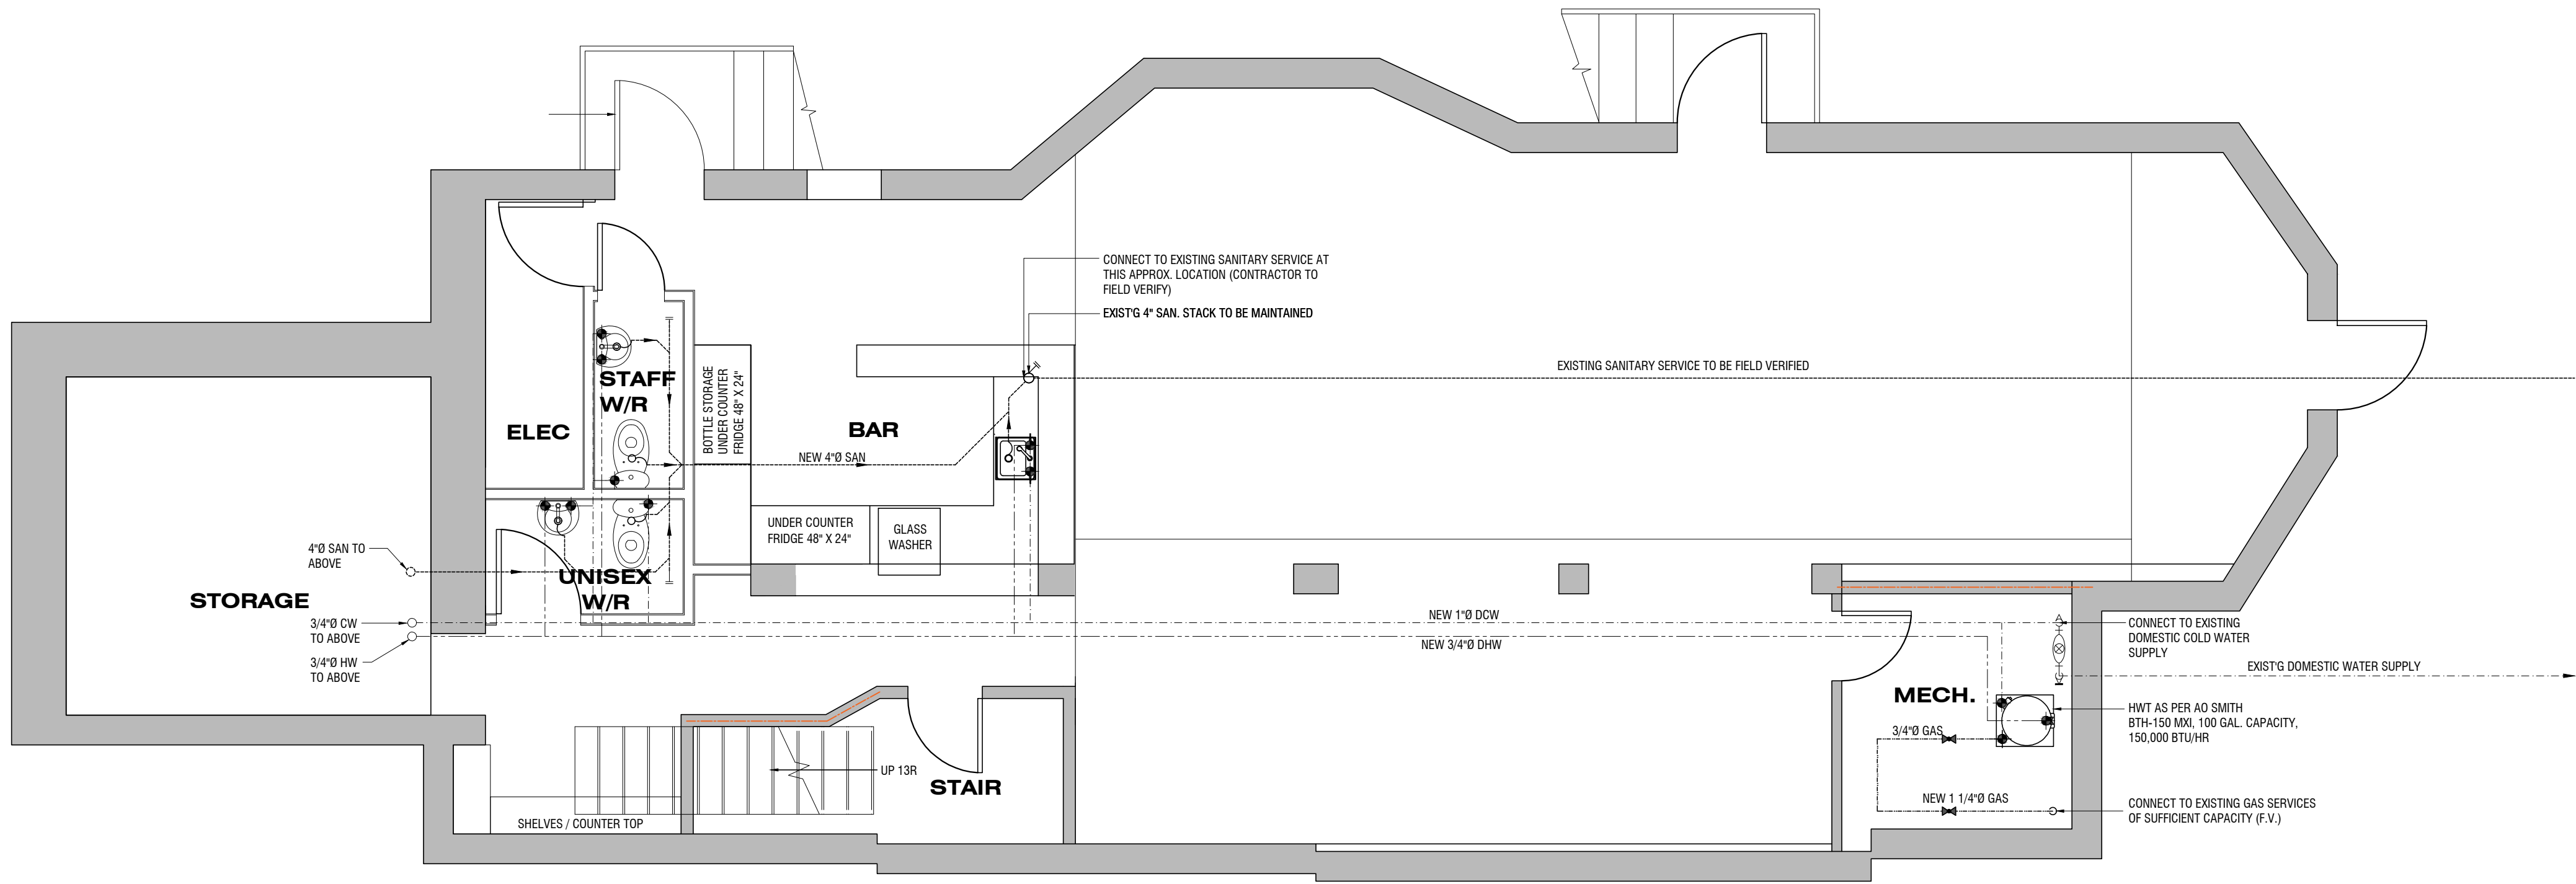 CONNECT TO EXISTING SANITARY SERVICE AT
THIS APPROX. LOCATION (CONTRACTOR TO
FIELD VERIFY)
EXIST'G 4" SAN. STACK TO BE MAINTAINED
EXISTING SANITARY SERVICE TO BE FIELD VERIFIED
STAFF
W/R
ELEC
BOTTLE STORAGE
UNDER COUNTER
FRIDGE 48" X 24"
BAR
NEW 4"Ø SAN
UNDER COUNTER
FRIDGE 48" X 24"
GLASS
WASHER
4"Ø SAN TO
ABOVE
UNISEX
W/R
STORAGE
3/4"Ø CW
TO ABOVE
3/4"Ø HW
TO ABOVE
NEW 1"Ø DCW
NEW 3/4"Ø DHW
CONNECT TO EXISTING
DOMESTIC COLD WATER
SUPPLY
EXIST'G DOMESTIC WATER SUPPLY
MECH.
HWT AS PER AO SMITH
BTH-150 MXI, 100 GAL. CAPACITY,
150,000 BTU/HR
3/4"Ø GAS
UP 13R
STAIR
NEW 1 1/4"Ø GAS
CONNECT TO EXISTING GAS SERVICES
OF SUFFICIENT CAPACITY (F.V.)
SHELVES / COUNTER TOP